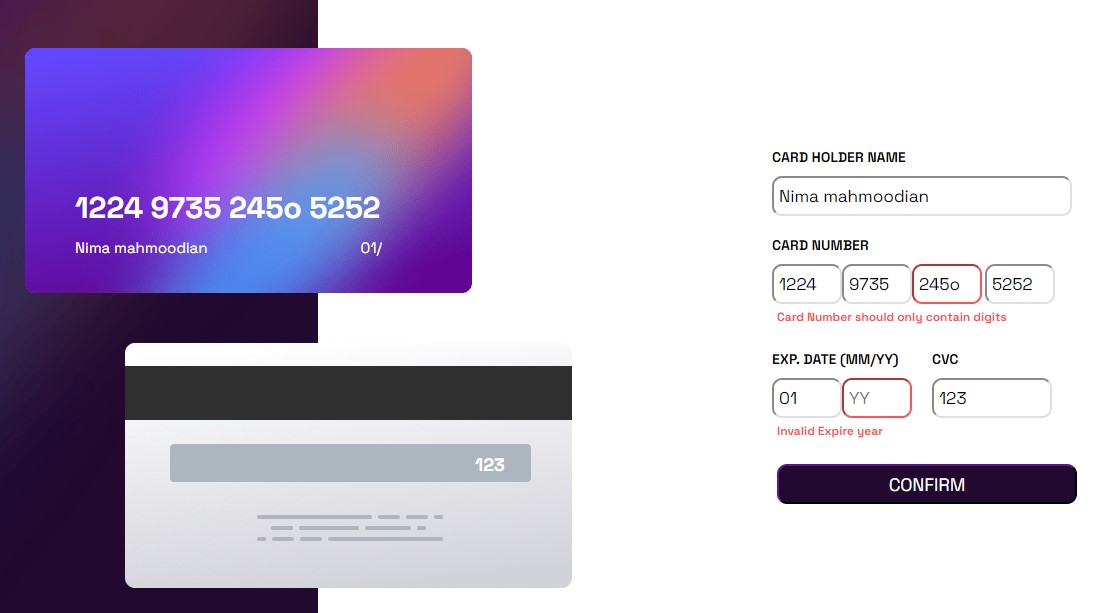 1224 9735 245o 5252
Nima mahmoodian 01/
123
CARD HOLDER NAME
Nima mahmoodian
CARD NUMBER
1224 9735 245o 5252
Card Number should only contain digits
EXP. DATE (MM/YY) CVC
01 YY 123
Invalid Expire year
CONFIRM